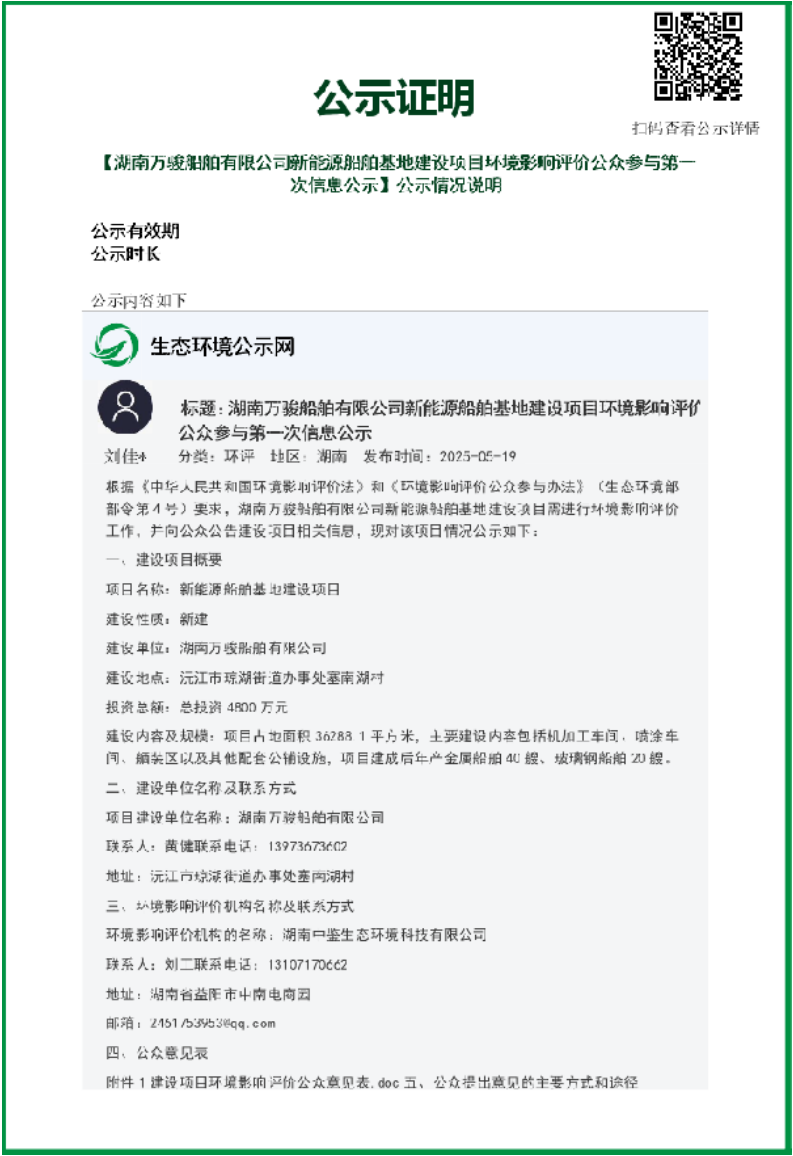 公示证明
扫码查看公示详情
【湖南万骏船舶有限公司新能源船舶基地建设项目环境影响评价公众参与第一
次信息公示】公示情况说明
公示有效期
公示时长
公示内容如下
生态环境公示网
标题：湖南万骏船舶有限公司新能源船舶基地建设项目环境影响评价
公众参与第一次信息公示
刘佳*
分类：环评 地区：湖南 发布时间：2025-05-19
根据《中华人民共和国环境影响评价法》和《环境影响评价公众参与办法》（生态环境部
部令第4号）要求，湖南万骏船舶有限公司新能源船舶基地建设项目需进行环境影响评价
工作，并向公众公告建设项目相关信息，现对该项目情况公示如下：
一、建设项目概要
项目名称：新能源船舶基地建设项目
建设性质：新建
建设单位：湖南万骏船舶有限公司
建设地点：沅江市琼湖街道办事处塞南湖村
投资总额：总投资 4800 万元
建设内容及规模：项目占地面积 36288.1 平方米，主要建设内容包括机加工车间、喷涂车
间、舾装区以及其他配套公辅设施，项目建成后年产金属船舶 40 艘、玻璃钢船舶 20 艘。
二、建设单位名称及联系方式
项目建设单位名称：湖南万骏船舶有限公司
联系人：黄健联系电话：13973673602
地址：沅江市琼湖街道办事处塞南湖村
三、环境影响评价机构名称及联系方式
环境影响评价机构的名称：湖南中鉴生态环境科技有限公司
联系人：刘工联系电话：13107170662
地址：湖南省益阳市中南电商园
邮箱：2451753953@qq.com
四、公众意见表
附件 1 建设项目环境影响评价公众意见表.doc 五、公众提出意见的主要方式和途径